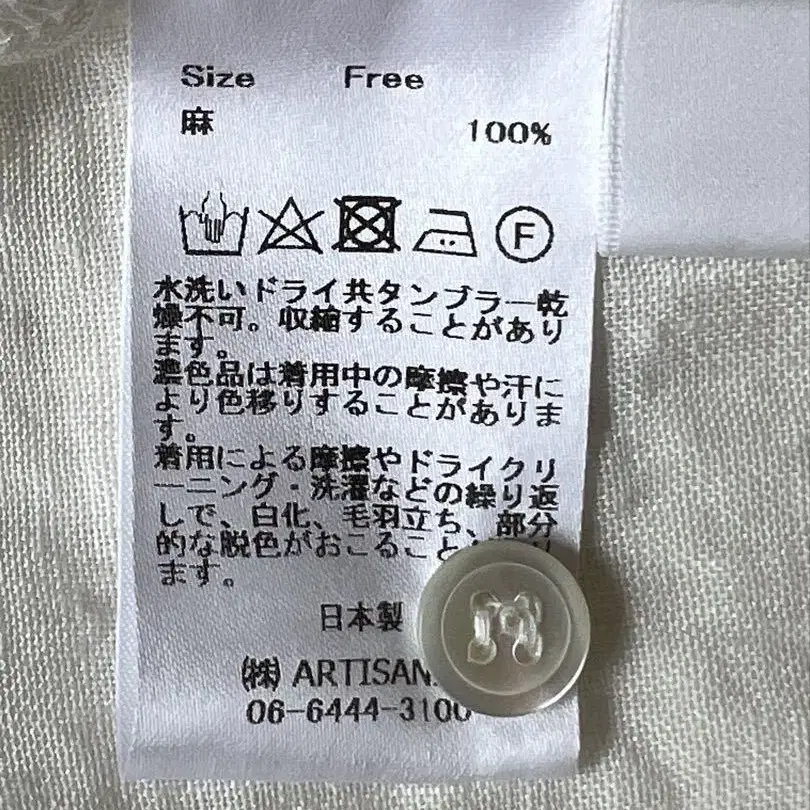 Size Free
麻 100%
F
水洗いドライ共タンブラー乾
燥不可。収縮することがあり
ます。
濃色品は着用中の摩擦や汗に
より色移りすることがありま
す。
着用による摩擦やドライクリ
ーニング・洗濯などの繰り返
しで、白化、毛羽立ち、部分
的な脱色がおこること
ます。
日本製
㈱ ARTISAN
06-6444-3100